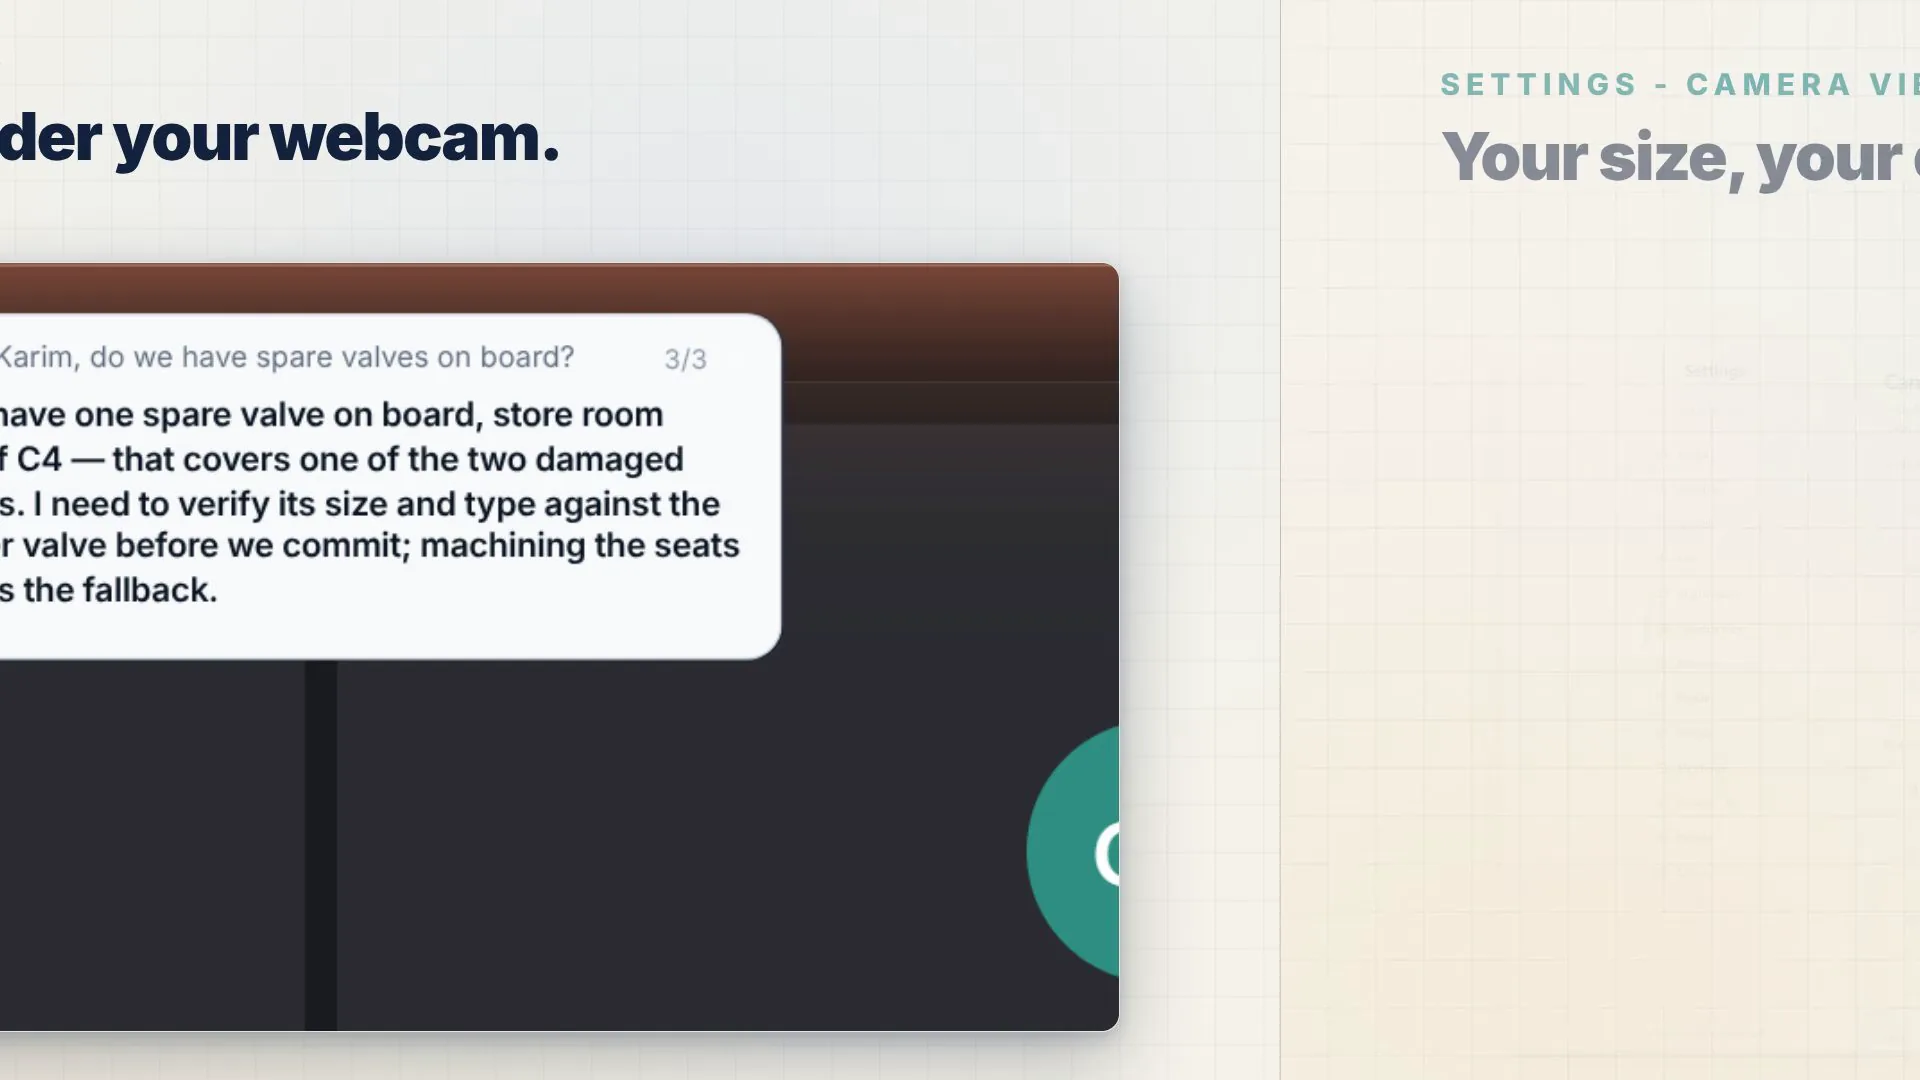 der your webcam.
Karim, do we have spare valves on board? 3/3
have one spare valve on board, store room
f C4 — that covers one of the two damaged
s. I need to verify its size and type against the
r valve before we commit; machining the seats
s the fallback.
SETTINGS - CAMERA VIE
Your size, your
Settings